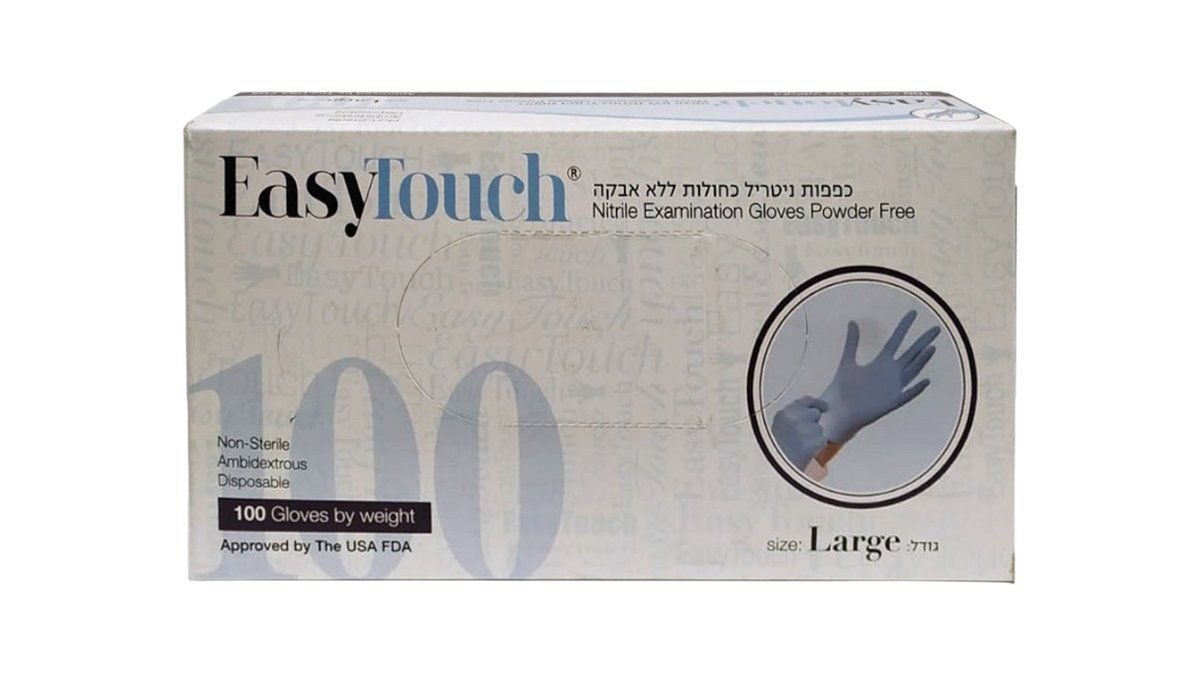 EasyTouch®
כפפות ניטריל כחולות ללא אבקה
Nitrile Examination Gloves Powder Free
100
Non-Sterile
Ambidextrous
Disposable
100 Gloves by weight
Approved by The USA FDA
size: Large גודל: